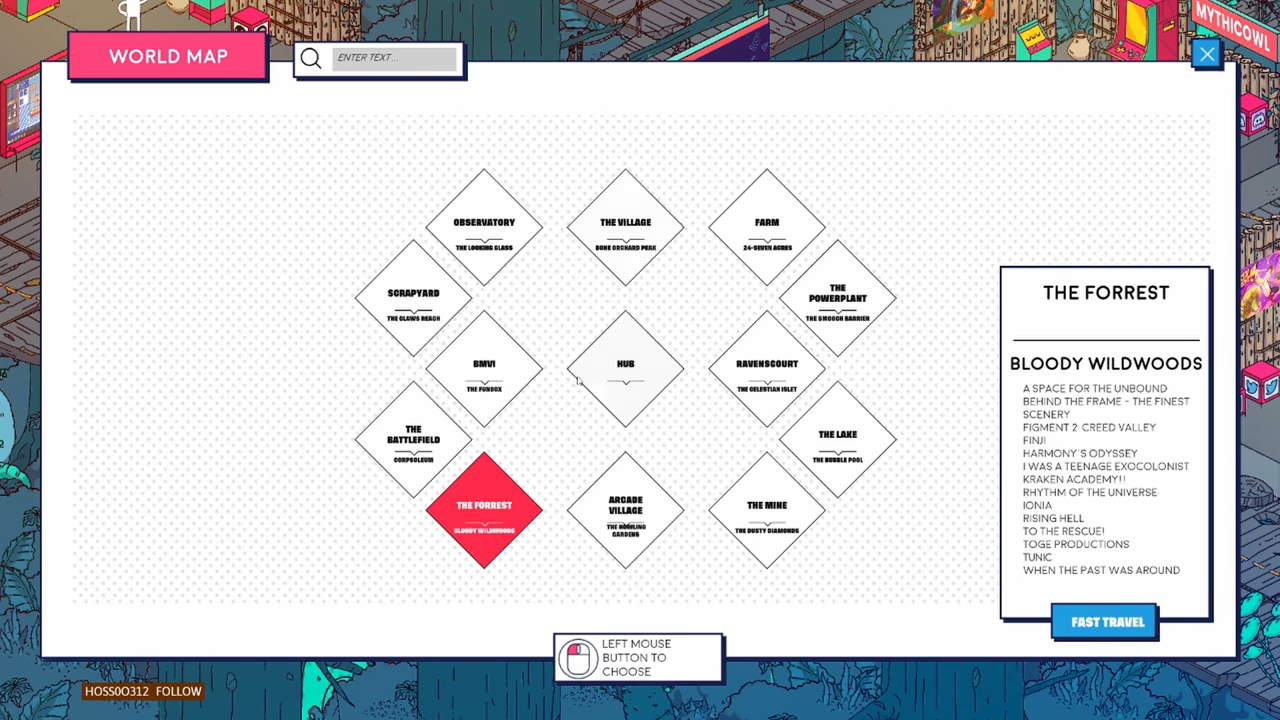 WORLD MAP
ENTER TEXT...
MYTHICOWL
OBSERVATORY
THE LOOKING GLASS
THE VILLAGE
BONE ORCHARD PEAK
FARM
24-SEVEN ACRES
SCRAPYARD
THE CLAWS REACH
THE
POWERPLANT
THE SMOOCH BARRIER
BMVI
THE FUNBOX
HUB
RAVENSCOURT
THE CELESTIAN ISLET
THE
BATTLEFIELD
CORPSOLEUM
THE LAKE
THE BUBBLE POOL
THE FORREST
BLOODY WILDWOODS
ARCADE
VILLAGE
THE HOWLING
GARDENS
THE MINE
THE DUSTY DIAMONDS
THE FORREST
BLOODY WILDWOODS
A SPACE FOR THE UNBOUND
BEHIND THE FRAME - THE FINEST
SCENERY
FIGMENT 2: CREED VALLEY
FINJI
HARMONY'S ODYSSEY
I WAS A TEENAGE EXOCOLONIST
KRAKEN ACADEMY!!
RHYTHM OF THE UNIVERSE:
IONIA
RISING HELL
TO THE RESCUE!
TOGE PRODUCTIONS
TUNIC
WHEN THE PAST WAS AROUND
FAST TRAVEL
LEFT MOUSE
BUTTON TO
CHOOSE
HOSS00312 FOLLOW